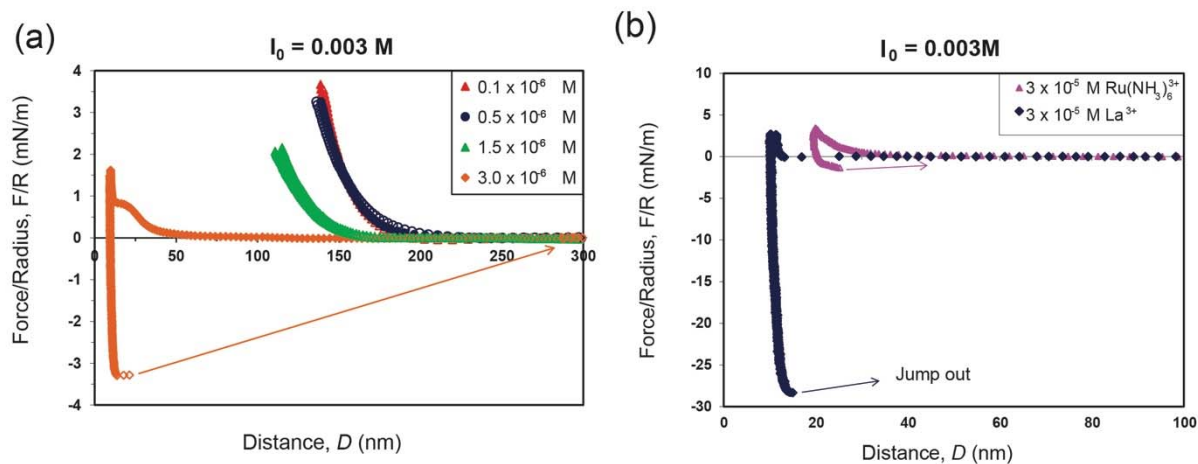 (a)
I₀ = 0.003 M
4
3
2
1
0
-1
-2
-3
-4
0
50
100
150
200
250
300
0.1 x 10⁻⁶ M
0.5 x 10⁻⁶ M
1.5 x 10⁻⁶ M
3.0 x 10⁻⁶ M
Force/Radius, F/R (mN/m)
Distance, D (nm)
(b)
I₀ = 0.003M
10
5
0
-5
-10
-15
-20
-25
-30
0
20
40
60
80
100
3 x 10⁻⁵ M Ru(NH₃)₆³⁺
3 x 10⁻⁵ M La³⁺
Jump out
Force/Radius, F/R (mN/m)
Distance, D (nm)